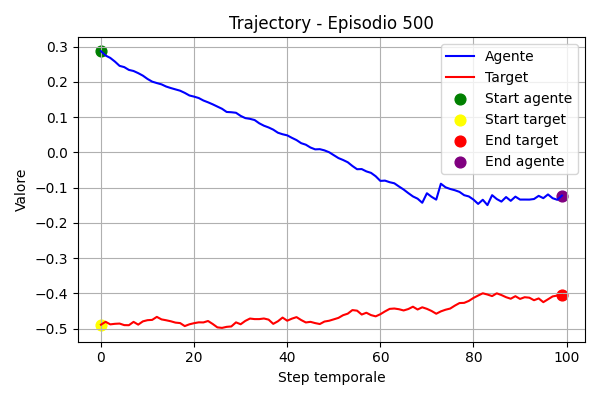 Trajectory - Episodio 500
Valore
0.3
0.2
0.1
0.0
−0.1
−0.2
−0.3
−0.4
−0.5
Agente
Target
Start agente
Start target
End target
End agente
0 20 40 60 80 100
Step temporale